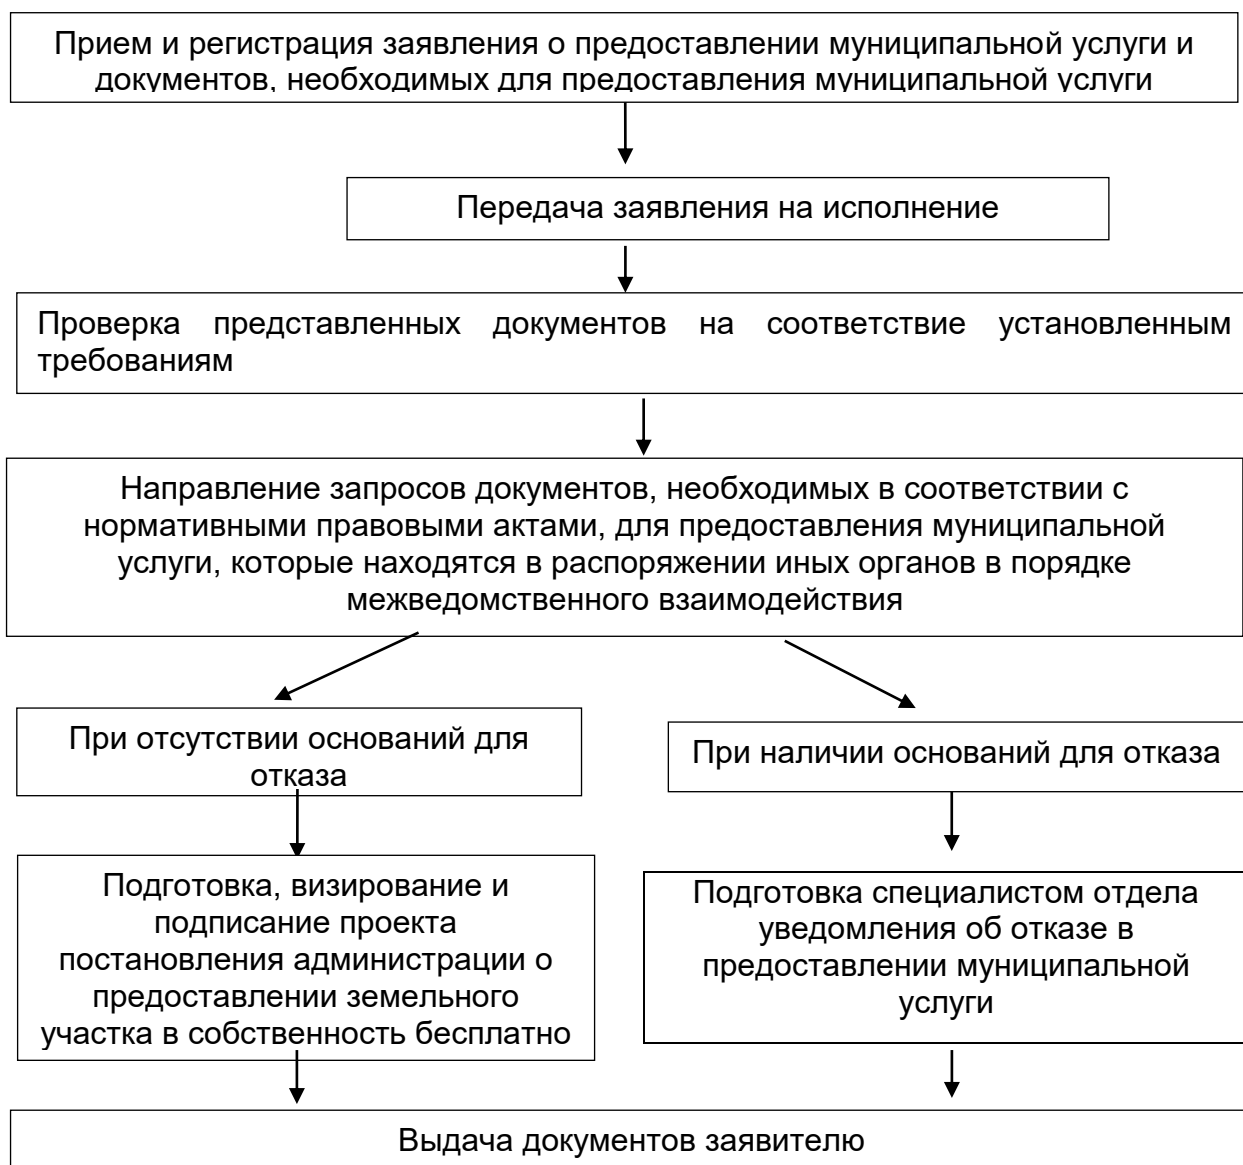 Прием и регистрация заявления о предоставлении муниципальной услуги и
документов, необходимых для предоставления муниципальной услуги
Передача заявления на исполнение
Проверка представленных документов на соответствие установленным
требованиям
Направление запросов документов, необходимых в соответствии с
нормативными правовыми актами, для предоставления муниципальной
услуги, которые находятся в распоряжении иных органов в порядке
межведомственного взаимодействия
При отсутствии оснований для
отказа
При наличии оснований для отказа
Подготовка, визирование и
подписание проекта
постановления администрации о
предоставлении земельного
участка в собственность бесплатно
Подготовка специалистом отдела
уведомления об отказе в
предоставлении муниципальной
услуги
Выдача документов заявителю